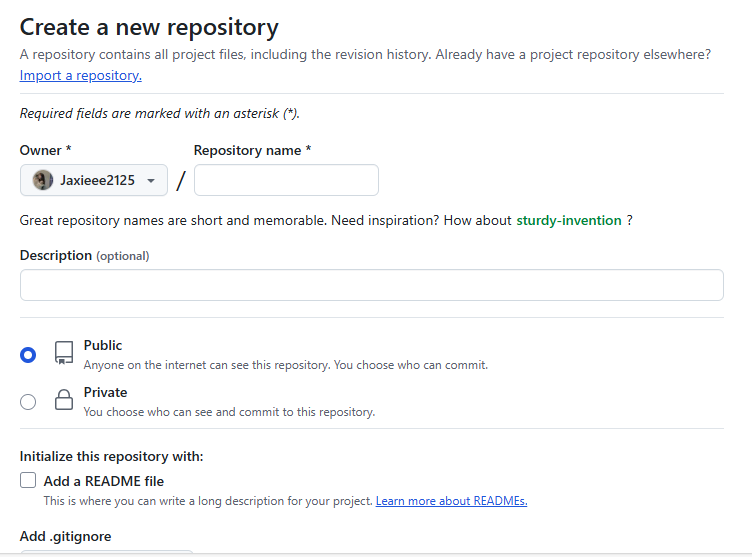 Create a new repository
A repository contains all project files, including the revision history. Already have a project repository elsewhere?
Import a repository.
Required fields are marked with an asterisk (*).
Owner * Repository name *
Jaxieee2125 /
Great repository names are short and memorable. Need inspiration? How about sturdy-invention ?
Description (optional)
Public
Anyone on the internet can see this repository. You choose who can commit.
Private
You choose who can see and commit to this repository.
Initialize this repository with:
Add a README file
This is where you can write a long description for your project. Learn more about READMEs.
Add .gitignore